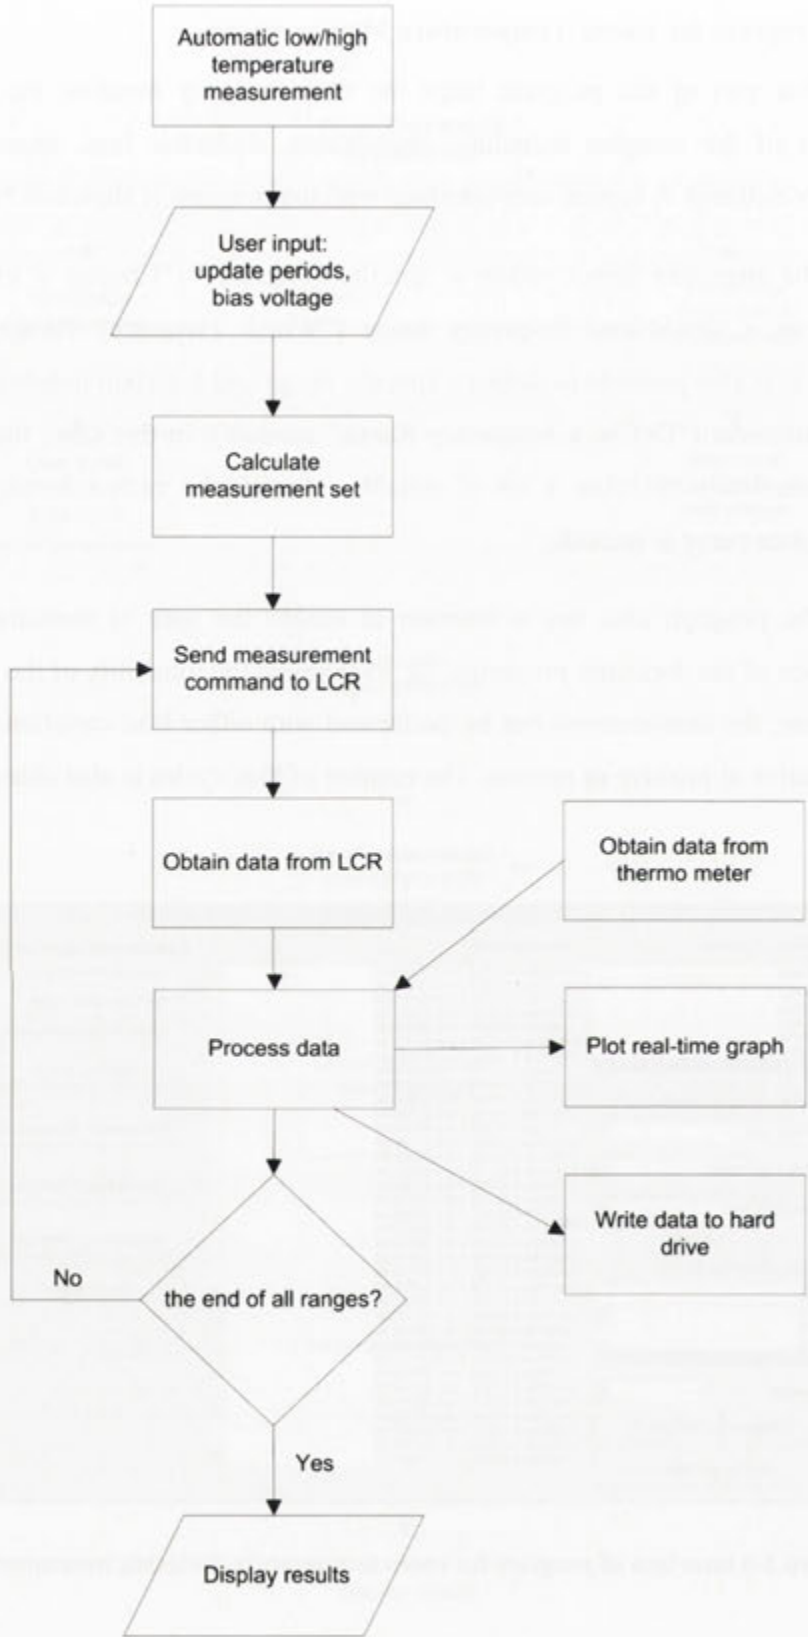 Automatic low/high
temperature
measurement
User input:
update periods,
bias voltage
Calculate
measurement set
Send measurement
command to LCR
Obtain data from LCR
Obtain data from
thermo meter
Process data
Plot real-time graph
Write data to hard
drive
No
the end of all ranges?
Yes
Display results